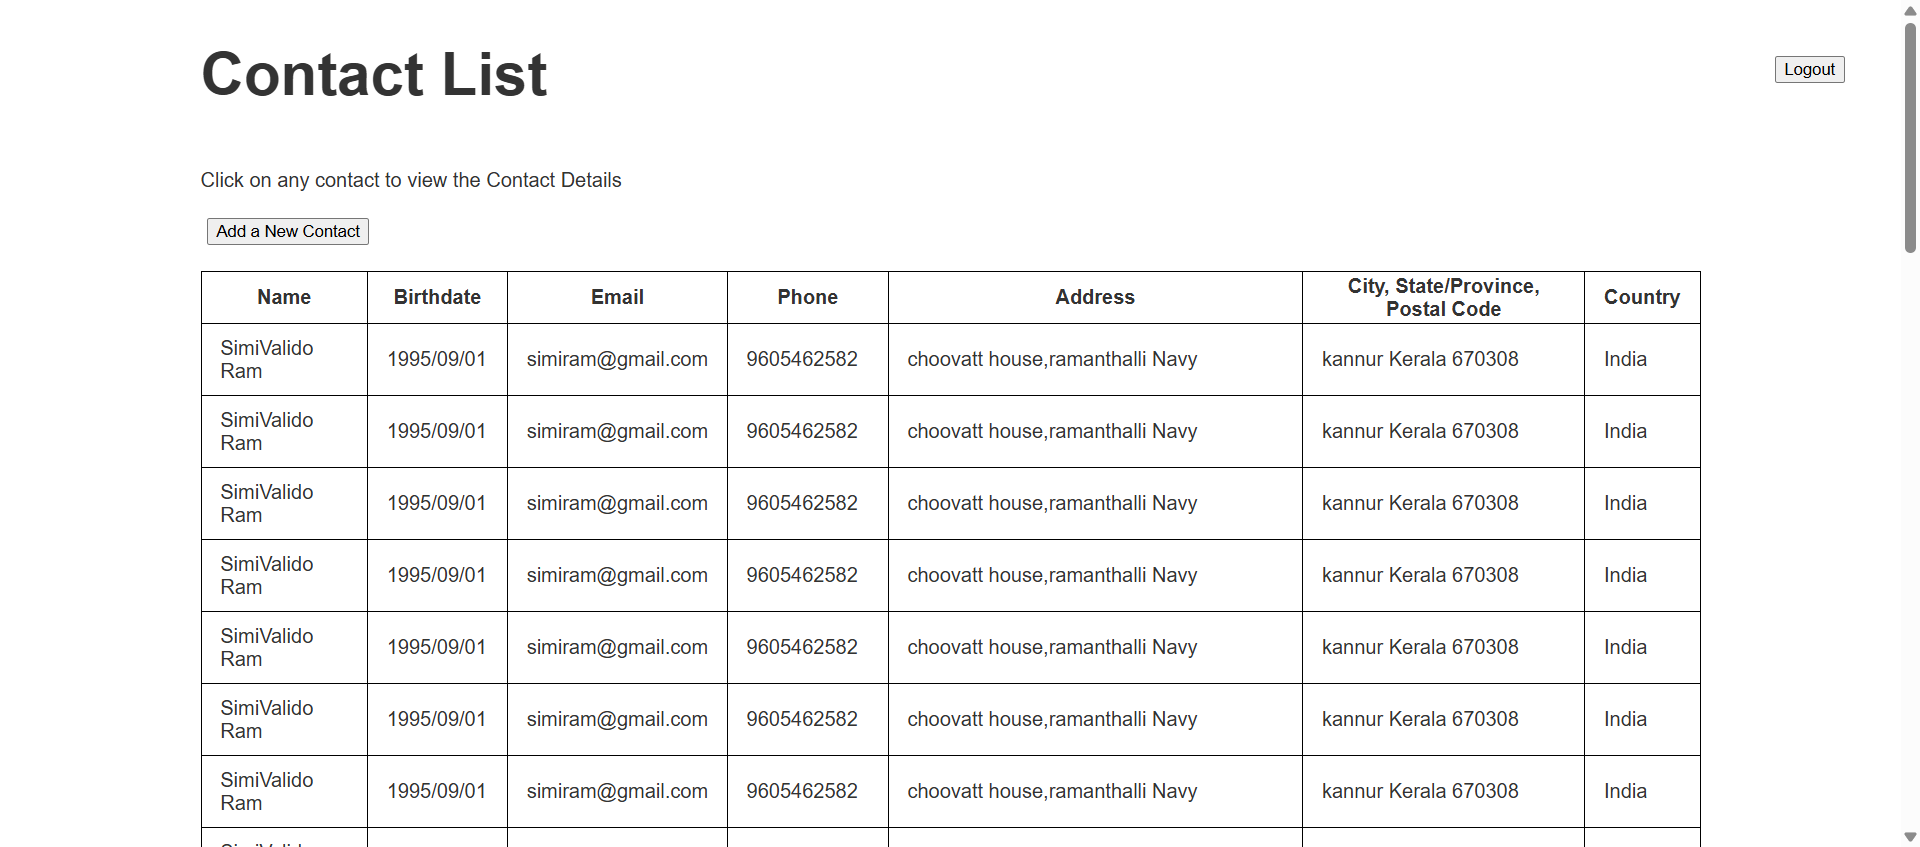 Contact List
Logout
Click on any contact to view the Contact Details
Add a New Contact
Name Birthdate Email Phone Address City, State/Province, Postal Code Country
SimiValido Ram 1995/09/01 simiram@gmail.com 9605462582 choovatt house,ramanthalli Navy kannur Kerala 670308 India
SimiValido Ram 1995/09/01 simiram@gmail.com 9605462582 choovatt house,ramanthalli Navy kannur Kerala 670308 India
SimiValido Ram 1995/09/01 simiram@gmail.com 9605462582 choovatt house,ramanthalli Navy kannur Kerala 670308 India
SimiValido Ram 1995/09/01 simiram@gmail.com 9605462582 choovatt house,ramanthalli Navy kannur Kerala 670308 India
SimiValido Ram 1995/09/01 simiram@gmail.com 9605462582 choovatt house,ramanthalli Navy kannur Kerala 670308 India
SimiValido Ram 1995/09/01 simiram@gmail.com 9605462582 choovatt house,ramanthalli Navy kannur Kerala 670308 India
SimiValido Ram 1995/09/01 simiram@gmail.com 9605462582 choovatt house,ramanthalli Navy kannur Kerala 670308 India